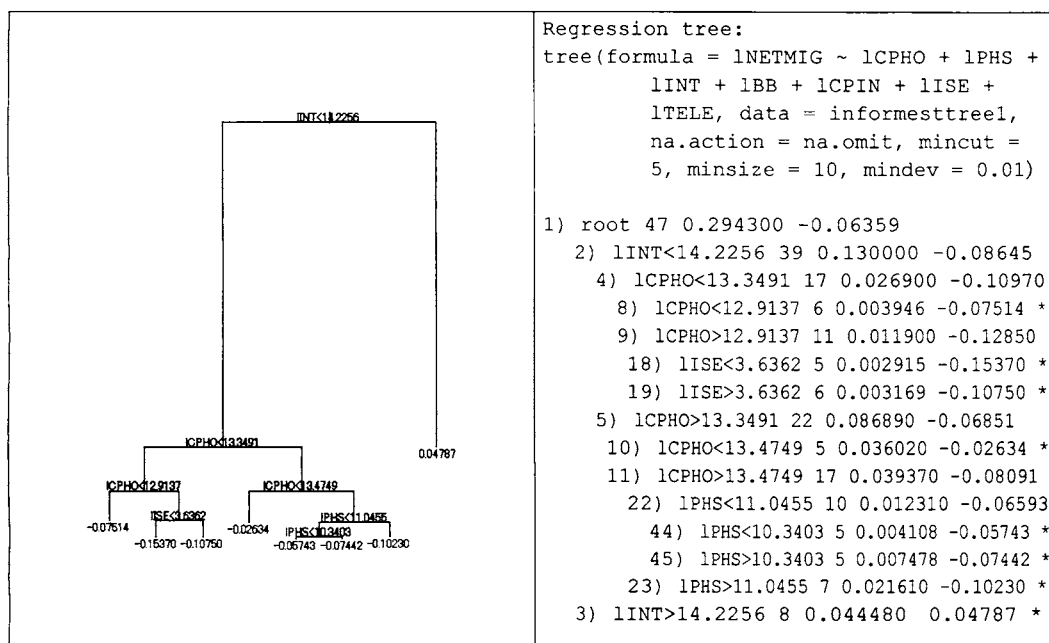 lINT<14.2256
lCPHO<13.3491
0.04787
lCPHO<12.9137
lCPHO<13.4749
-0.07514
lISE<3.6362
-0.02634
lPHS<11.0455
-0.15370
-0.10750
lPHS<10.3403
-0.10230
-0.05743
-0.07442
Regression tree:
tree(formula = lNETMIG ~ lCPHO + lPHS +
lINT + lBB + lCPIN + lISE +
lTELE, data = informesttree1,
na.action = na.omit, mincut =
5, minsize = 10, mindev = 0.01)
1) root 47 0.294300 -0.06359
2) lINT<14.2256 39 0.130000 -0.08645
4) lCPHO<13.3491 17 0.026900 -0.10970
8) lCPHO<12.9137 6 0.003946 -0.07514 *
9) lCPHO>12.9137 11 0.011900 -0.12850
18) lISE<3.6362 5 0.002915 -0.15370 *
19) lISE>3.6362 6 0.003169 -0.10750 *
5) lCPHO>13.3491 22 0.086890 -0.06851
10) lCPHO<13.4749 5 0.036020 -0.02634 *
11) lCPHO>13.4749 17 0.039370 -0.08091
22) lPHS<11.0455 10 0.012310 -0.06593
44) lPHS<10.3403 5 0.004108 -0.05743 *
45) lPHS>10.3403 5 0.007478 -0.07442 *
23) lPHS>11.0455 7 0.021610 -0.10230 *
3) lINT>14.2256 8 0.044480 0.04787 *